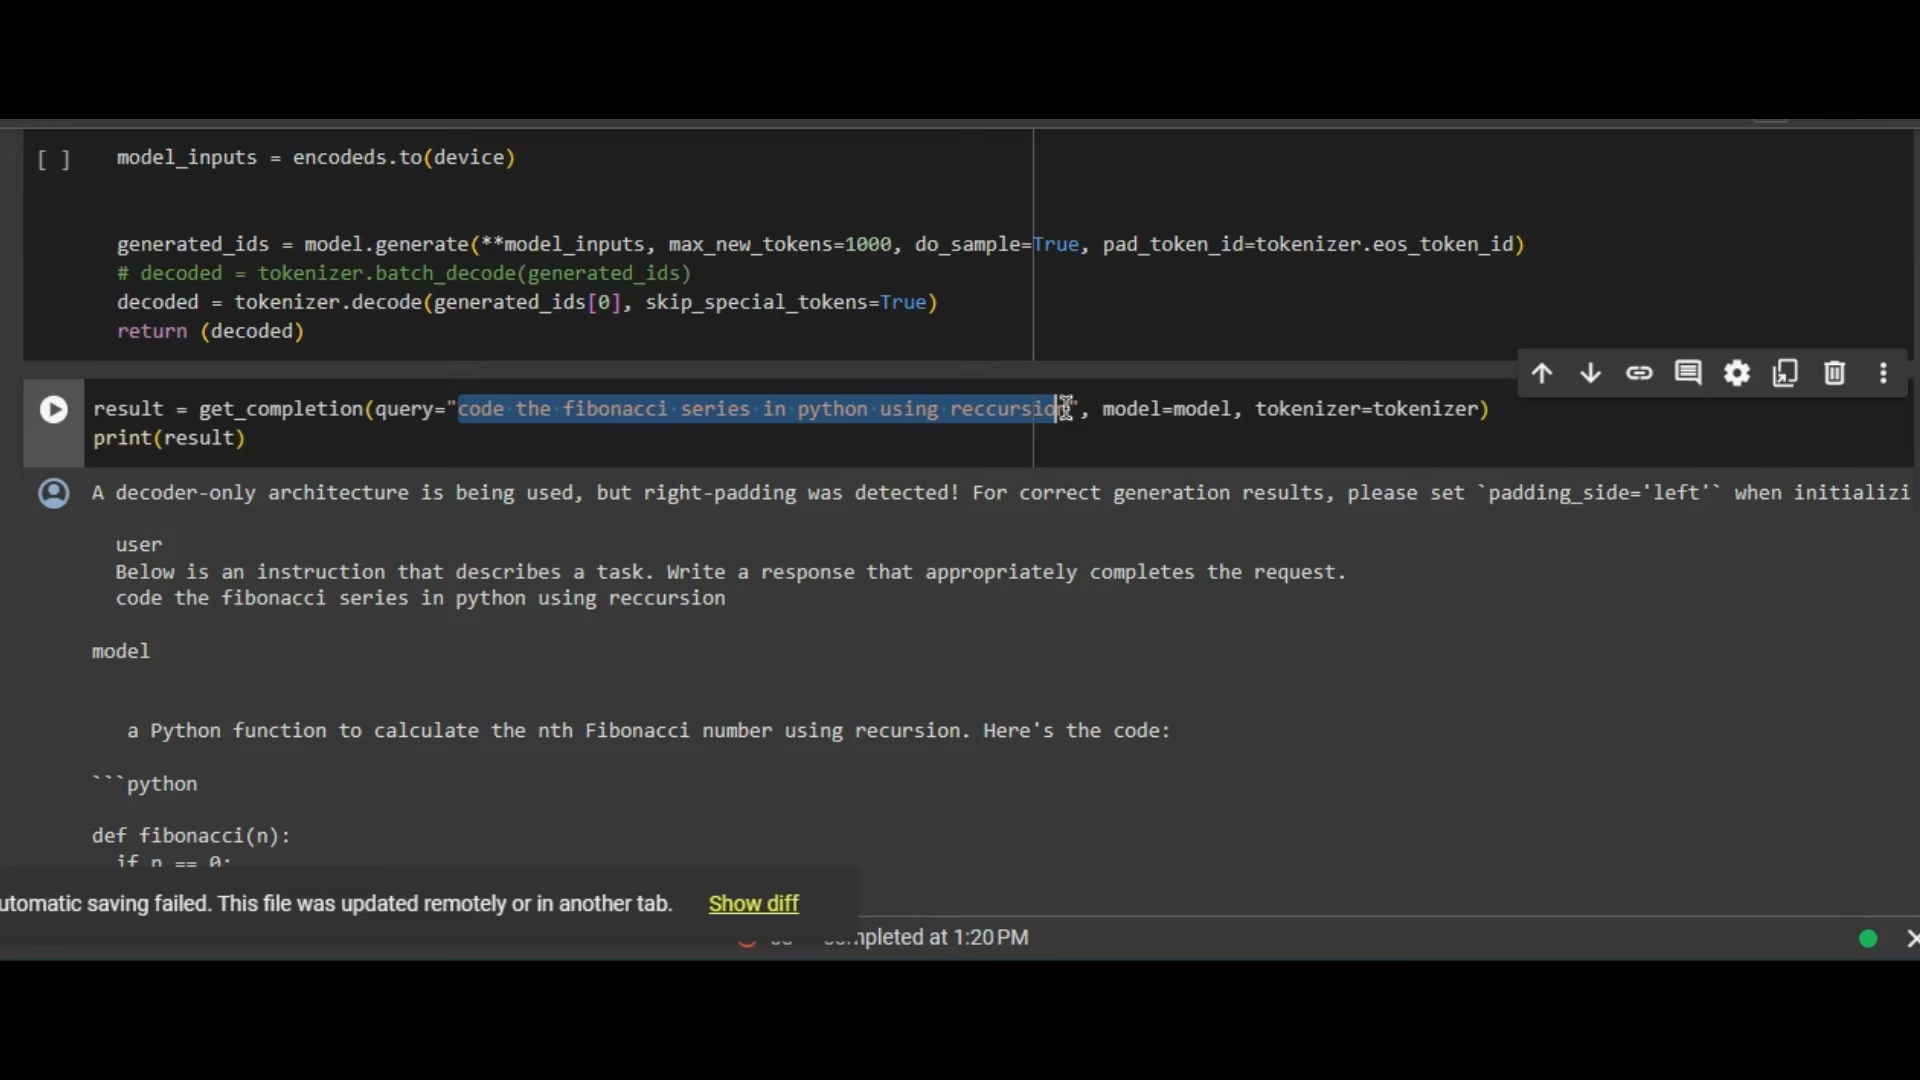 [ ] model_inputs = encodeds.to(device)
generated_ids = model.generate(**model_inputs, max_new_tokens=1000, do_sample=True, pad_token_id=tokenizer.eos_token_id)
# decoded = tokenizer.batch_decode(generated_ids)
decoded = tokenizer.decode(generated_ids[0], skip_special_tokens=True)
return (decoded)
result = get_completion(query="code the fibonacci series in python using reccursion", model=model, tokenizer=tokenizer)
print(result)
A decoder-only architecture is being used, but right-padding was detected! For correct generation results, please set `padding_side='left'` when initializi
user
Below is an instruction that describes a task. Write a response that appropriately completes the request.
code the fibonacci series in python using reccursion
model
a Python function to calculate the nth Fibonacci number using recursion. Here's the code:
```python
def fibonacci(n):
if n == 0:
utomatic saving failed. This file was updated remotely or in another tab. Show diff
mpleted at 1:20 PM